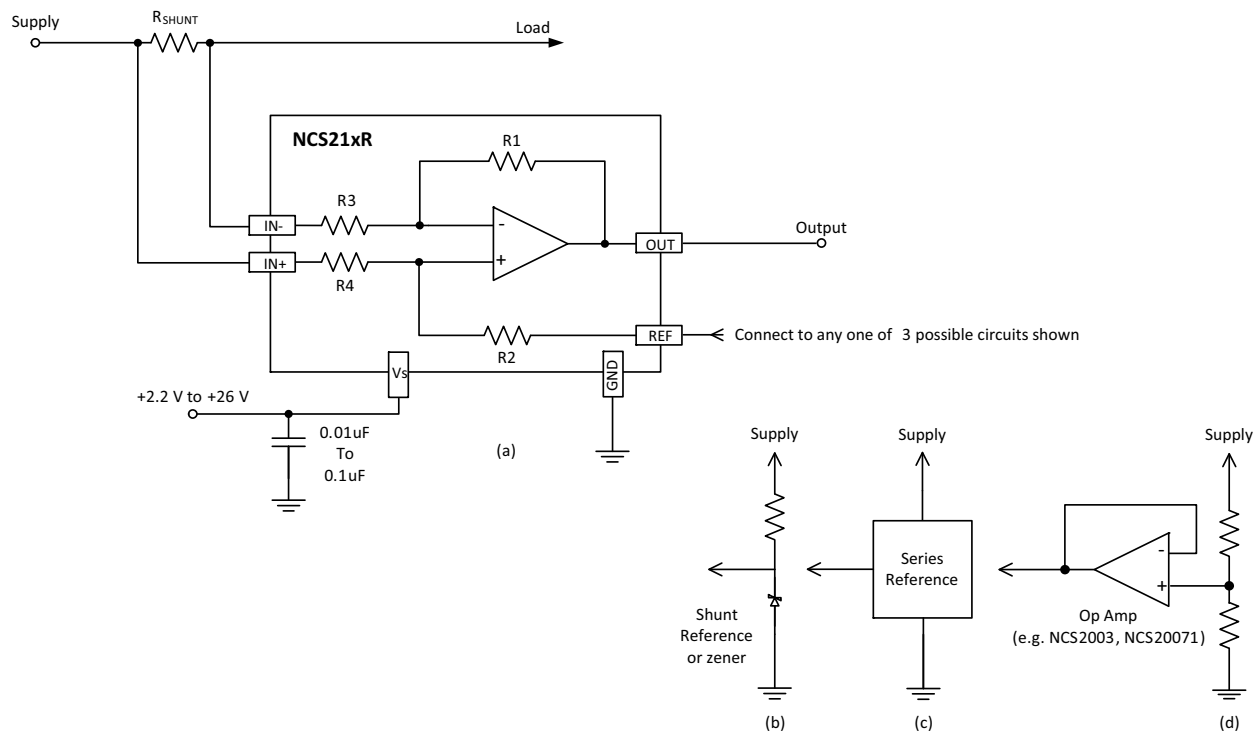 Supply
RSHUNT
Load
NCS21xR
R1
R3
IN-
-
Output
OUT
IN+
+
R4
REF
Connect to any one of 3 possible circuits shown
R2
Vs
GND
+2.2 V to +26 V
0.01uF
To
0.1uF
(a)
Supply
Supply
Supply
Series
Reference
-
+
Shunt
Reference
or zener
Op Amp
(e.g. NCS2003, NCS20071)
(b)
(c)
(d)